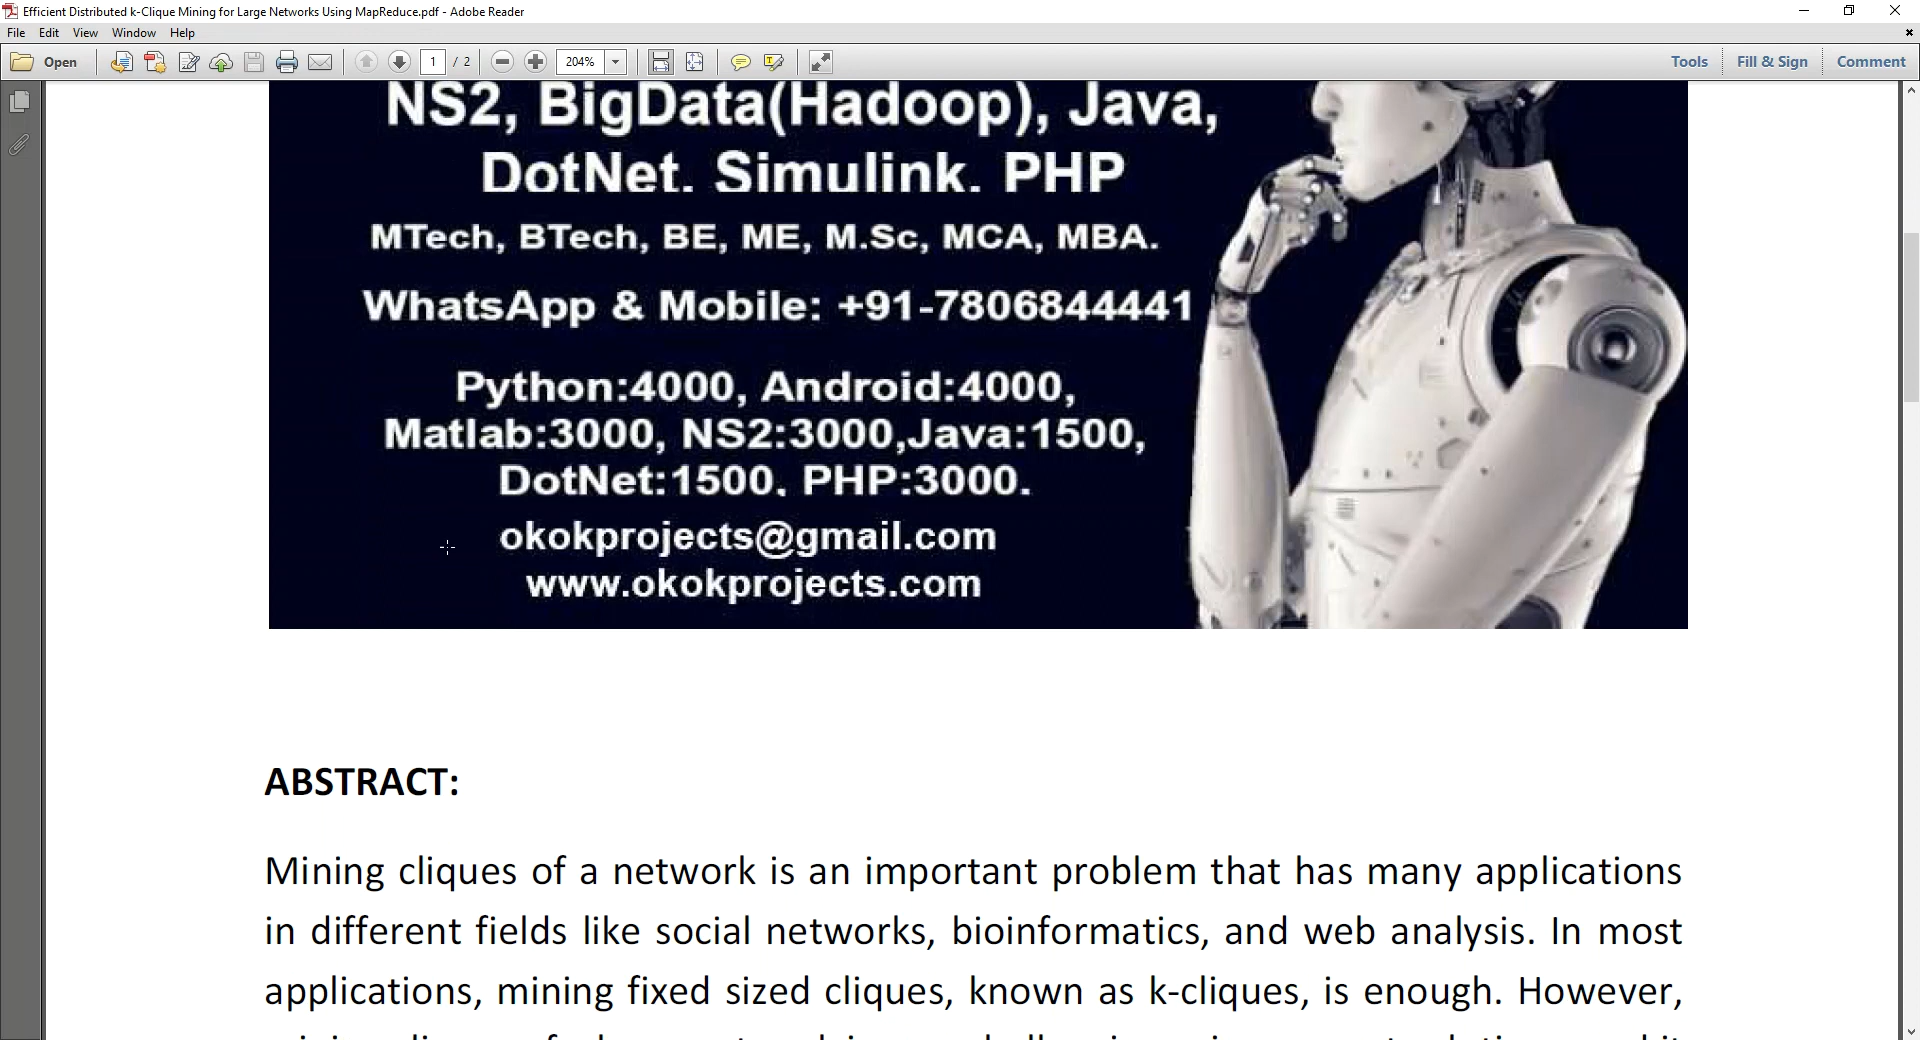 Efficient Distributed k-Clique Mining for Large Networks Using MapReduce.pdf - Adobe Reader
File Edit View Window Help
Open 1 / 2 204% Tools Fill & Sign Comment
NS2, BigData(Hadoop), Java,
DotNet. Simulink. PHP
MTech, BTech, BE, ME, M.Sc, MCA, MBA.
WhatsApp & Mobile: +91-7806844441
Python:4000, Android:4000,
Matlab:3000, NS2:3000,Java:1500,
DotNet:1500. PHP:3000.
okokprojects@gmail.com
www.okokprojects.com
ABSTRACT:
Mining cliques of a network is an important problem that has many applications
in different fields like social networks, bioinformatics, and web analysis. In most
applications, mining fixed sized cliques, known as k-cliques, is enough. However,